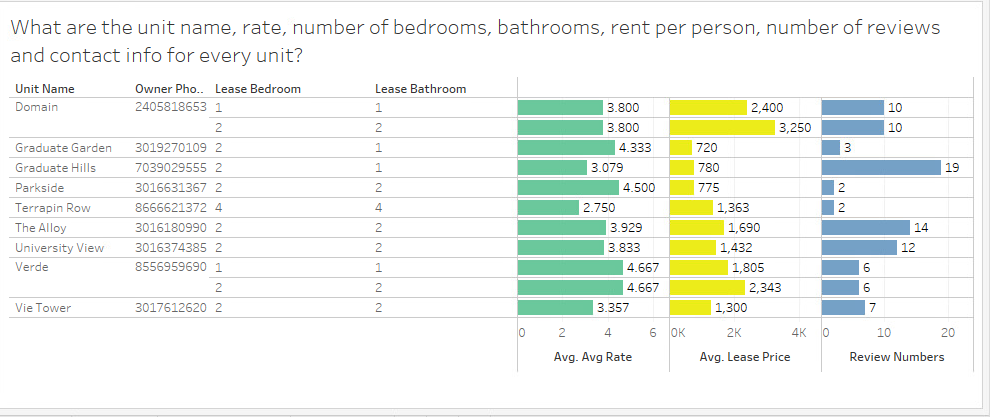 What are the unit name, rate, number of bedrooms, bathrooms, rent per person, number of reviews
and contact info for every unit?
Unit Name Owner Pho.. Lease Bedroom Lease Bathroom
Domain 2405818653 1 1 3.800 2,400 10
2 2 3.800 3,250 10
Graduate Garden 3019270109 2 1 4.333 720 3
Graduate Hills 7039029555 2 1 3.079 780 19
Parkside 3016631367 2 2 4.500 775 2
Terrapin Row 8666621372 4 4 2.750 1,363 2
The Alloy 3016180990 2 2 3.929 1,690 14
University View 3016374385 2 2 3.833 1,432 12
Verde 8556959690 1 1 4.667 1,805 6
2 2 4.667 2,343 6
Vie Tower 3017612620 2 2 3.357 1,300 7
0 2 4 6 0K 2K 4K 0 10 20
Avg. Avg Rate Avg. Lease Price Review Numbers